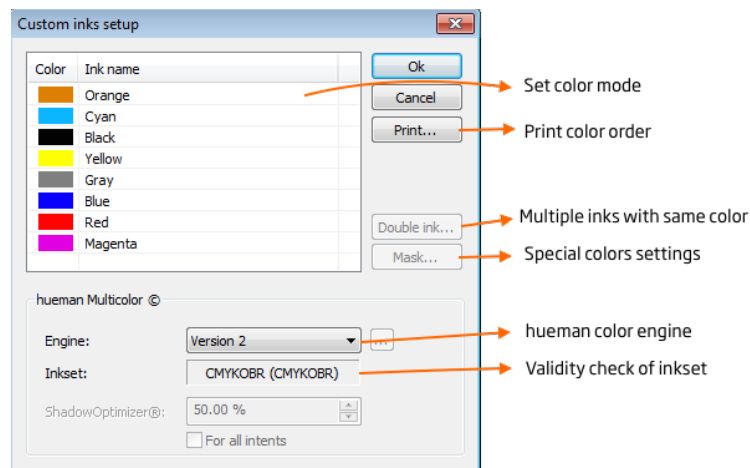 Custom inks setup
Color Ink name
Orange
Cyan
Black
Yellow
Gray
Blue
Red
Magenta
Ok
Cancel
Print...
Double ink...
Mask...
Set color mode
Print color order
Multiple inks with same color
Special colors settings
hueman Multicolor ©
Engine: Version 2 ...
Inkset: CMYKOBR (CMYKOBR)
ShadowOptimizer®: 50.00 %
For all intents
hueman color engine
Validity check of inkset